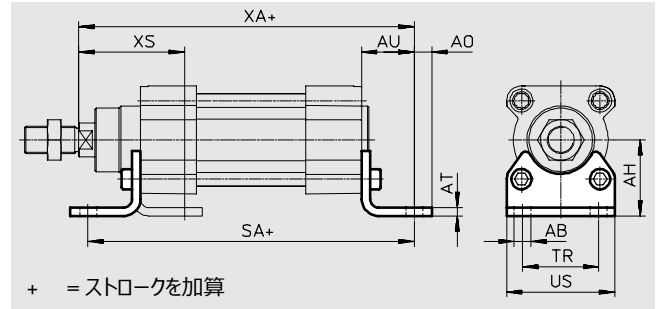 XA+
XS
AU
AO
AT
SA+
AH
AB
TR
US
+ = ストロークを加算